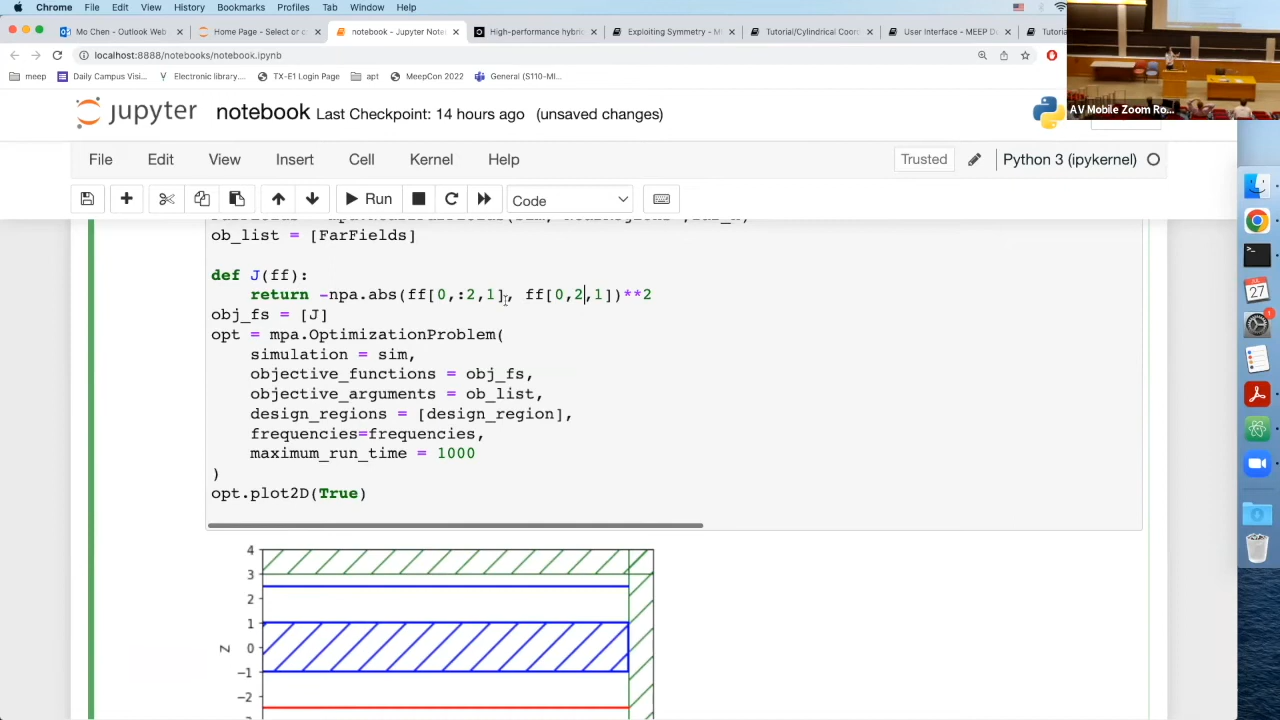 Chrome File Edit View History Bookmarks Profiles Tab Window Help
Mo Chen - Outlook Web
Home Page - Select or c
notebook - Jupyter Note
High-coherence hybric
Exploiting Symmetry - M
Tutorial/Cylindrical Coor
User Interface - MEEP D
Tutor
localhost:8888/notebooks/notebook.ipynb
meep Daily Campus Visi... Electronic library.... TX-E1 Login Page apt MeepCon 2022 General (S110-MI...
AV Mobile Zoom Ro...
jupyter notebook Last Checkpoint: 14 hours ago (unsaved change
File Edit View Insert Cell Kernel Help
Trusted Python 3 (ipykernel)
Run Code
ob_list = [FarFields]
def J(ff):
return -npa.abs(ff[0,:2,1], ff[0,2,1])**2
obj_fs = [J]
opt = mpa.OptimizationProblem(
simulation = sim,
objective_functions = obj_fs,
objective_arguments = ob_list,
design_regions = [design_region],
frequencies=frequencies,
maximum_run_time = 1000
)
opt.plot2D(True)
4
3
2
1
0
-1
-2
Z
JUL
27
1